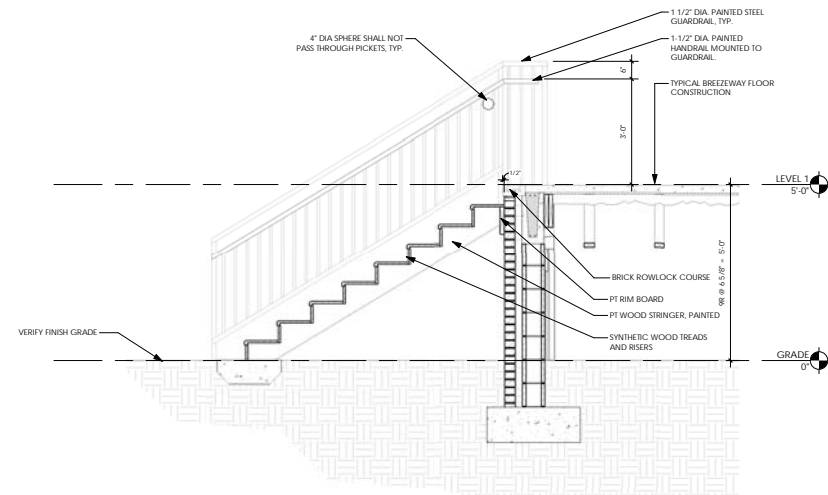 1 1/2" DIA. PAINTED STEEL
GUARDRAIL, TYP.
4" DIA SPHERE SHALL NOT
PASS THROUGH PICKETS, TYP.
1-1/2" DIA. PAINTED
HANDRAIL MOUNTED TO
GUARDRAIL.
6"
TYPICAL BREEZEWAY FLOOR
CONSTRUCTION
3'-0"
1/2"
LEVEL 1
5'-0"
BRICK ROWLOCK COURSE
9R @ 6 5/8" = 5'-0"
PT RIM BOARD
PT WOOD STRINGER, PAINTED
VERIFY FINISH GRADE
SYNTHETIC WOOD TREADS
AND RISERS
GRADE
0"